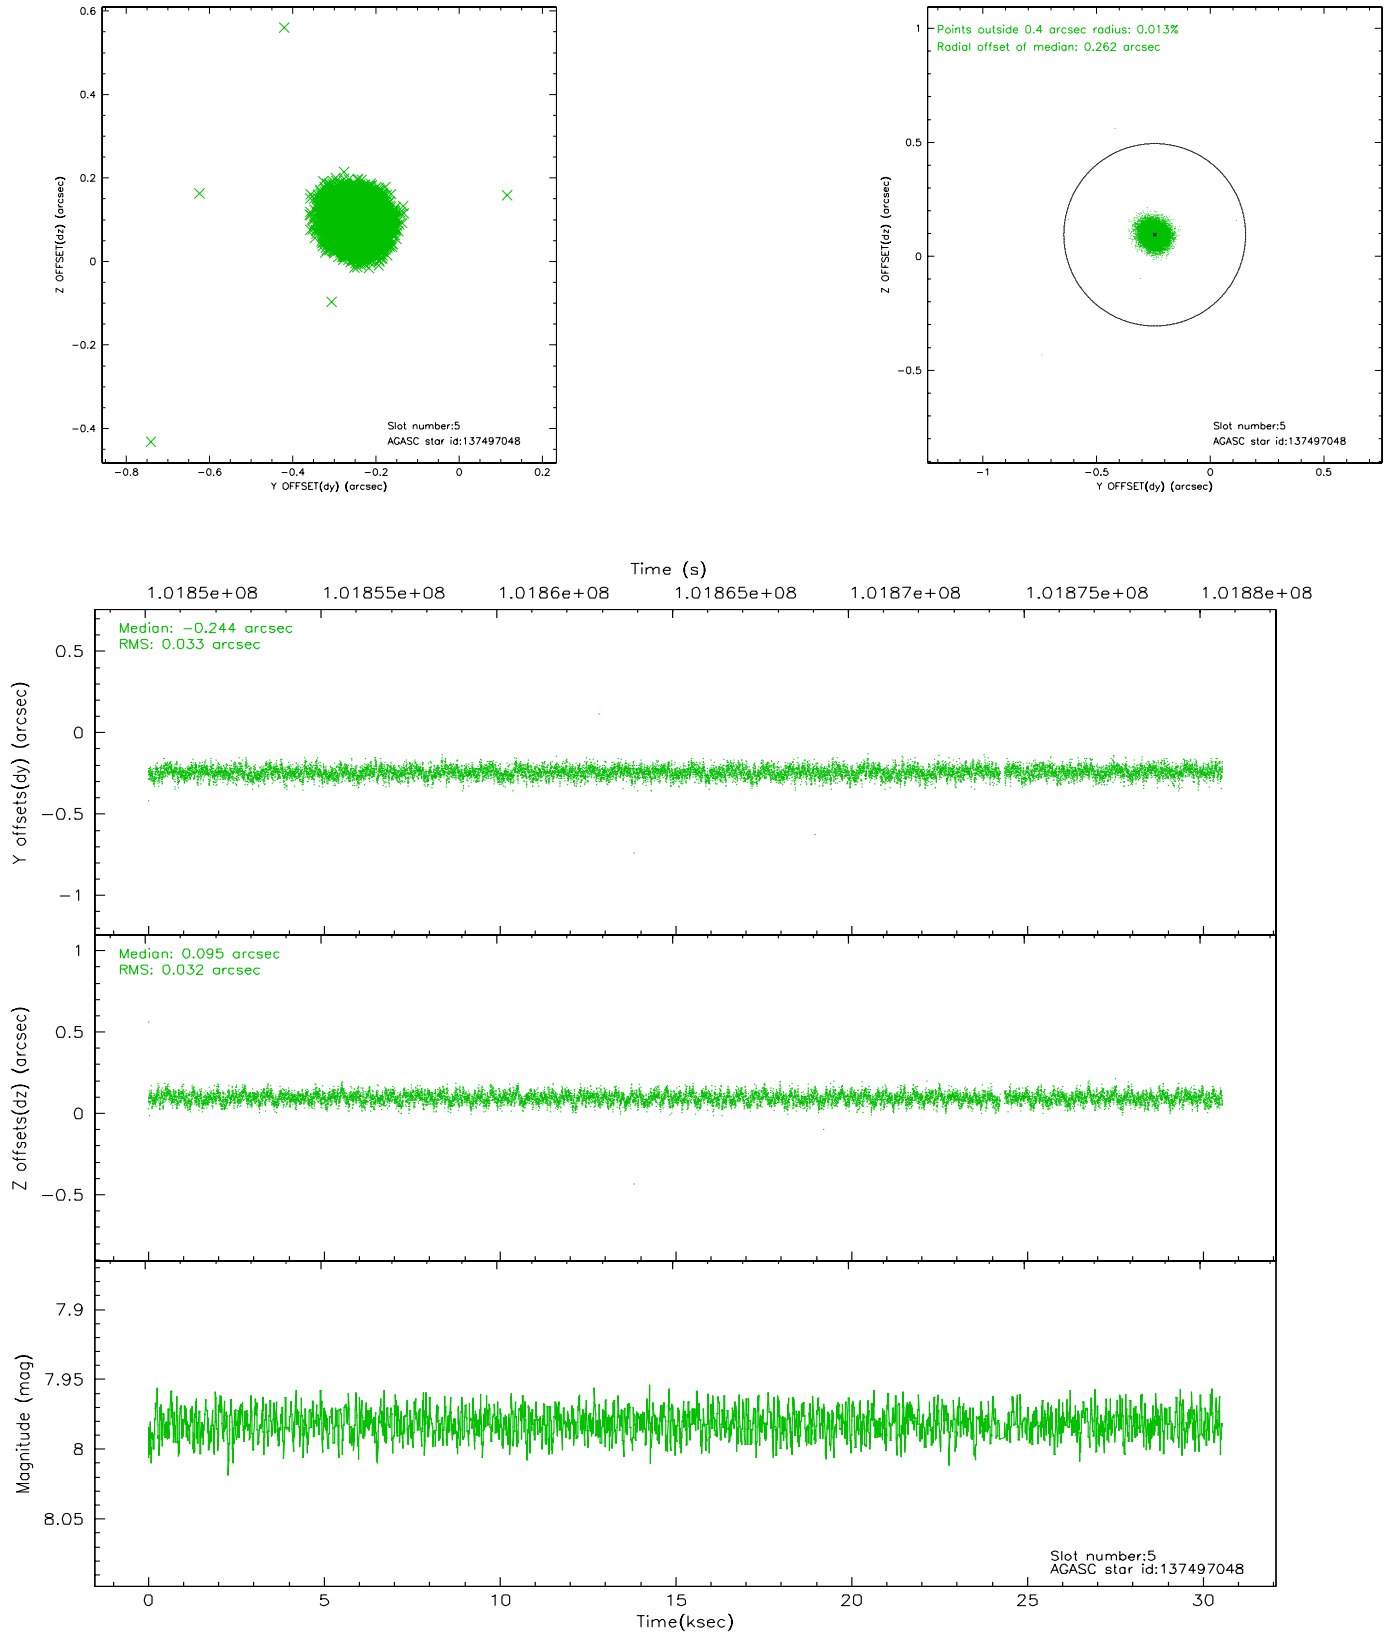 0.6
0.4
0.2
0
-0.2
-0.4
Z OFFSET(dz) (arcsec)
Slot number:5
AGASC star id:137497048
-0.8 -0.6 -0.4 -0.2 0 0.2
Y OFFSET(dy) (arcsec)
Points outside 0.4 arcsec radius: 0.013%
Radial offset of median: 0.262 arcsec
1
0.5
0
-0.5
Z OFFSET(dz) (arcsec)
Slot number:5
AGASC star id:137497048
-1 -0.5 0 0.5
Y OFFSET(dy) (arcsec)
Time (s)
1.0185e+08 1.01855e+08 1.0186e+08 1.01865e+08 1.0187e+08 1.01875e+08 1.0188e+08
Median: -0.244 arcsec
RMS: 0.033 arcsec
0.5
0
-0.5
-1
Y offsets(dy) (arcsec)
Median: 0.095 arcsec
RMS: 0.032 arcsec
1
0.5
0
-0.5
Z offsets(dz) (arcsec)
7.9
7.95
8
8.05
Magnitude (mag)
Slot number:5
AGASC star id:137497048
0 5 10 15 20 25 30
Time(ksec)